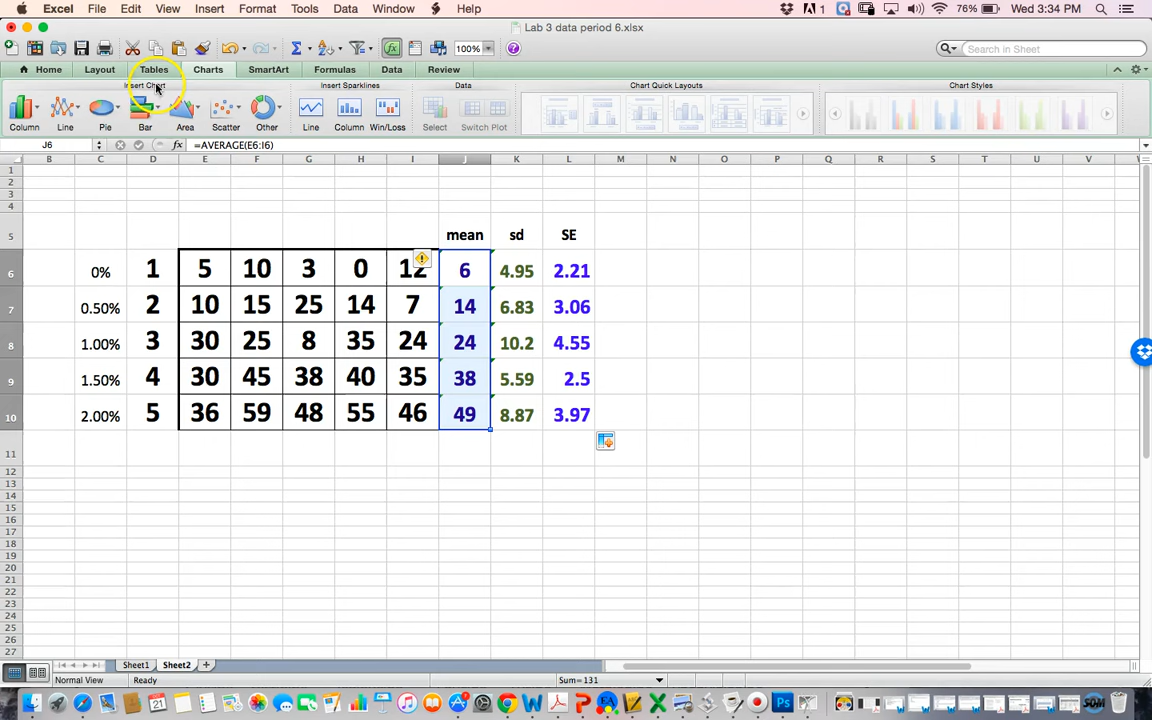 Excel File Edit View Insert Format Tools Data Window Help 1 76% Wed 3:34 PM
Lab 3 data period 6.xlsx
100% Search in Sheet
Home Layout Tables Charts SmartArt Formulas Data Review
Insert Chart Insert Sparklines Data Chart Quick Layouts Chart Styles
Column Line Pie Bar Area Scatter Other Line Column Win/Loss Select Switch Plot
J6 fx =AVERAGE(E6:I6)
B C D E F G H I J K L M N O P Q R S T U V
1
2
3
4
5 mean sd SE
6 0% 1 5 10 3 0 12 6 4.95 2.21
7 0.50% 2 10 15 25 14 7 14 6.83 3.06
8 1.00% 3 30 25 8 35 24 24 10.2 4.55
9 1.50% 4 30 45 38 40 35 38 5.59 2.5
10 2.00% 5 36 59 48 55 46 49 8.87 3.97
11
12
13
14
15
16
17
18
19
20
21
22
23
24
25
26
27
Sheet1 Sheet2
Normal View Ready Sum=131